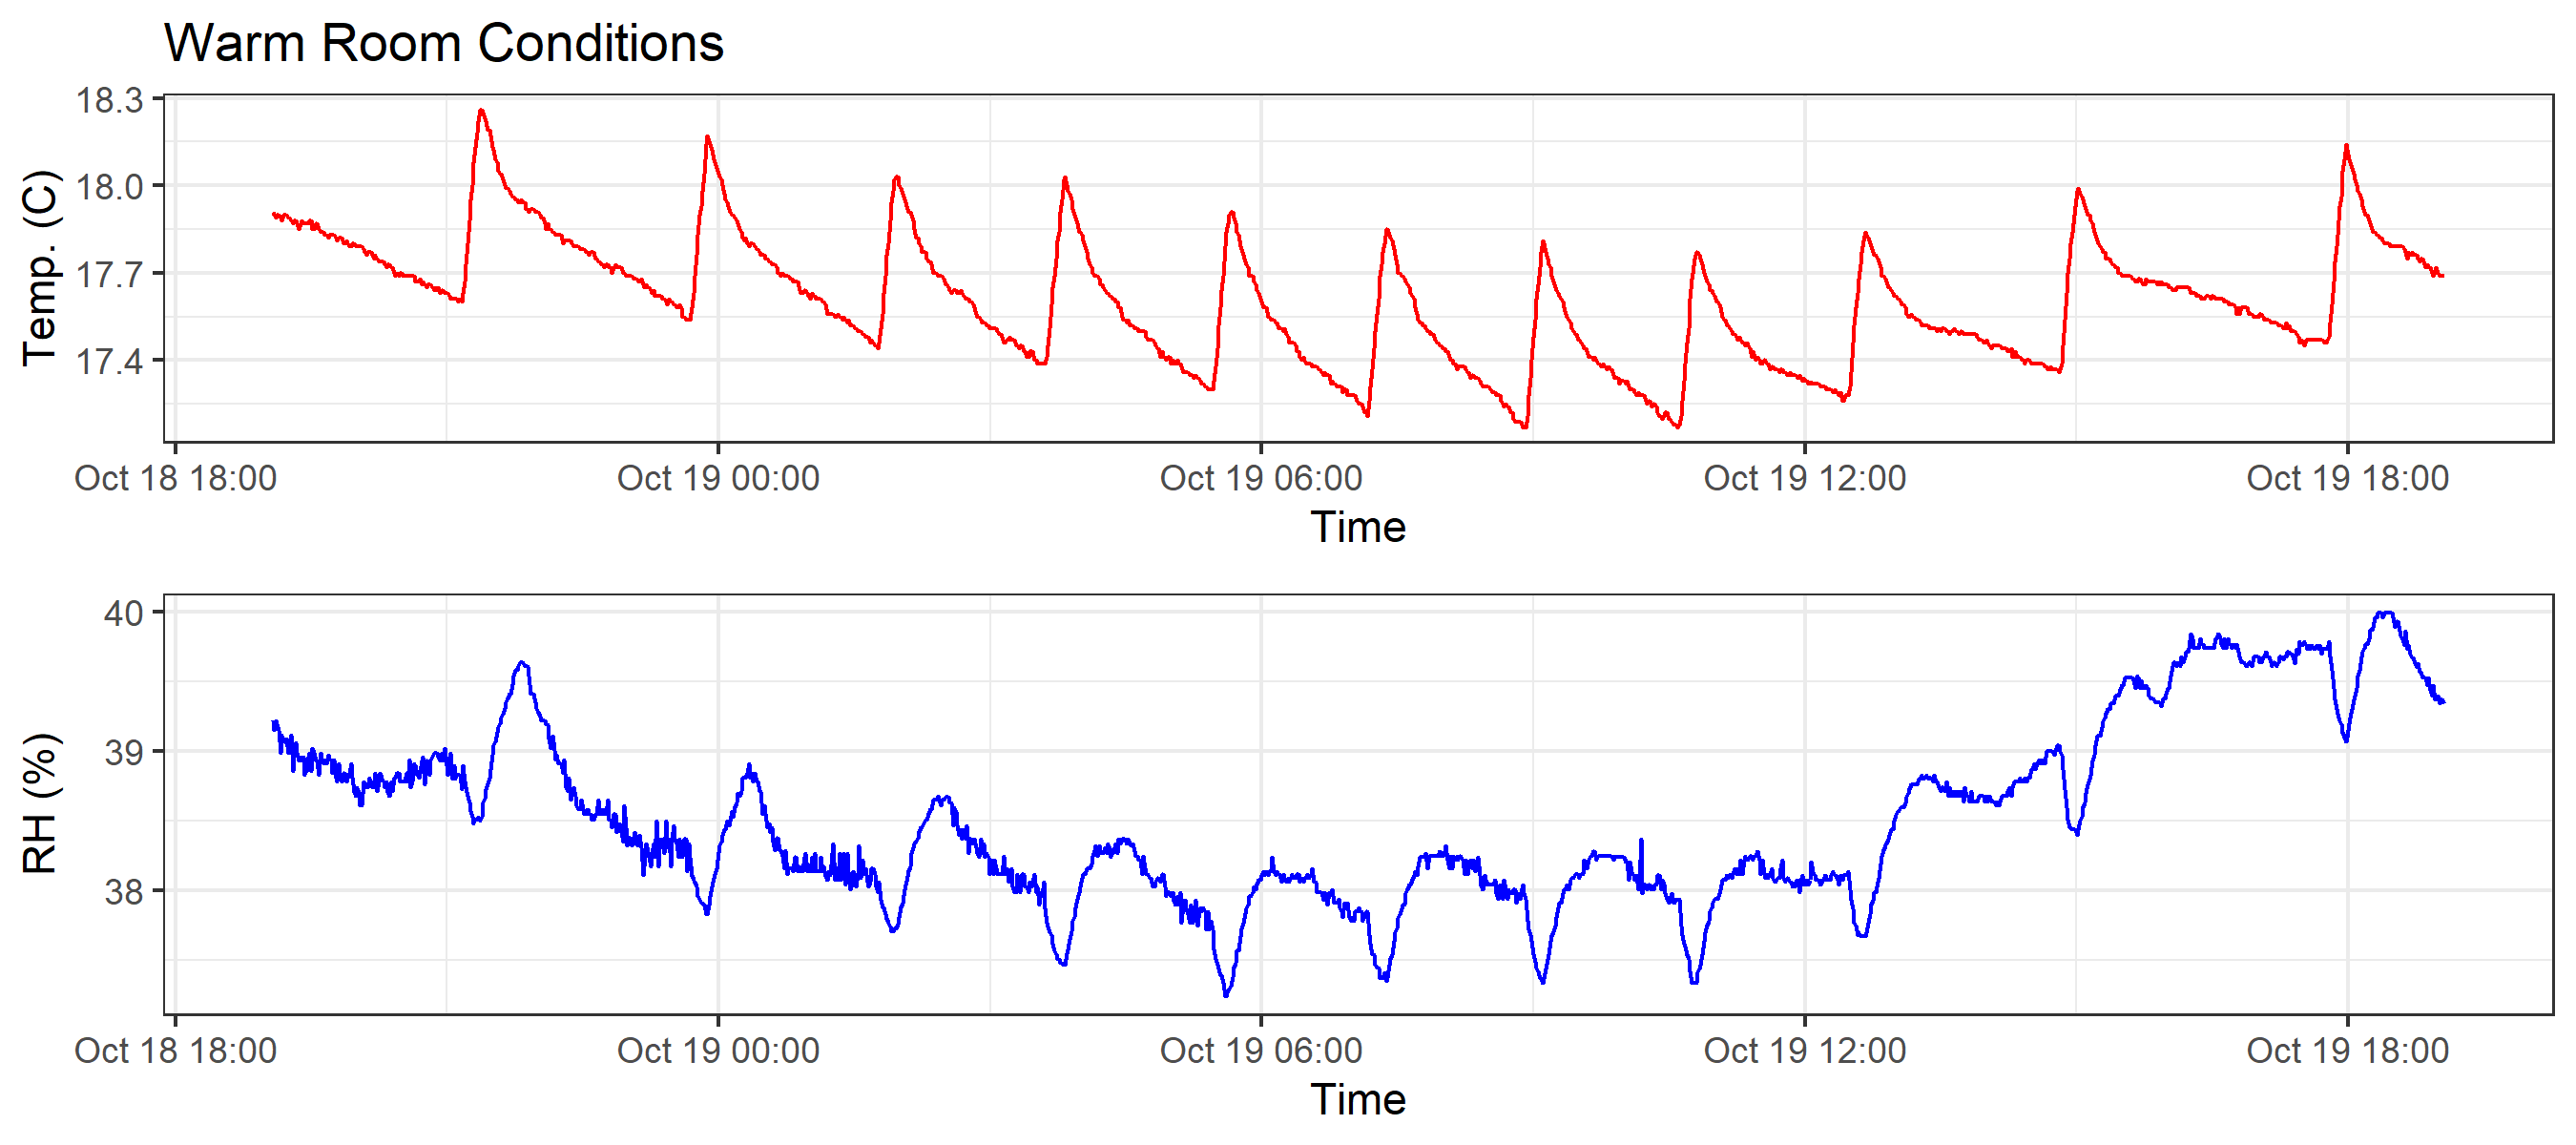 Warm Room Conditions
Temp. (C)
18.3
18.0
17.7
17.4
Oct 18 18:00 Oct 19 00:00 Oct 19 06:00 Oct 19 12:00 Oct 19 18:00
Time
RH (%)
40
39
38
Oct 18 18:00 Oct 19 00:00 Oct 19 06:00 Oct 19 12:00 Oct 19 18:00
Time